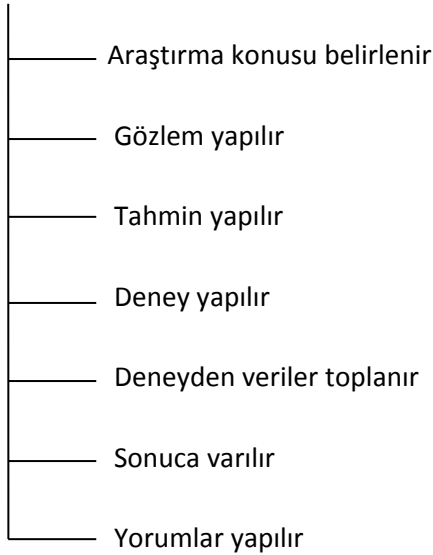 Araştırma konusu belirlenir
Gözlem yapılır
Tahmin yapılır
Deney yapılır
Deneyden veriler toplanır
Sonuca varılır
Yorumlar yapılır